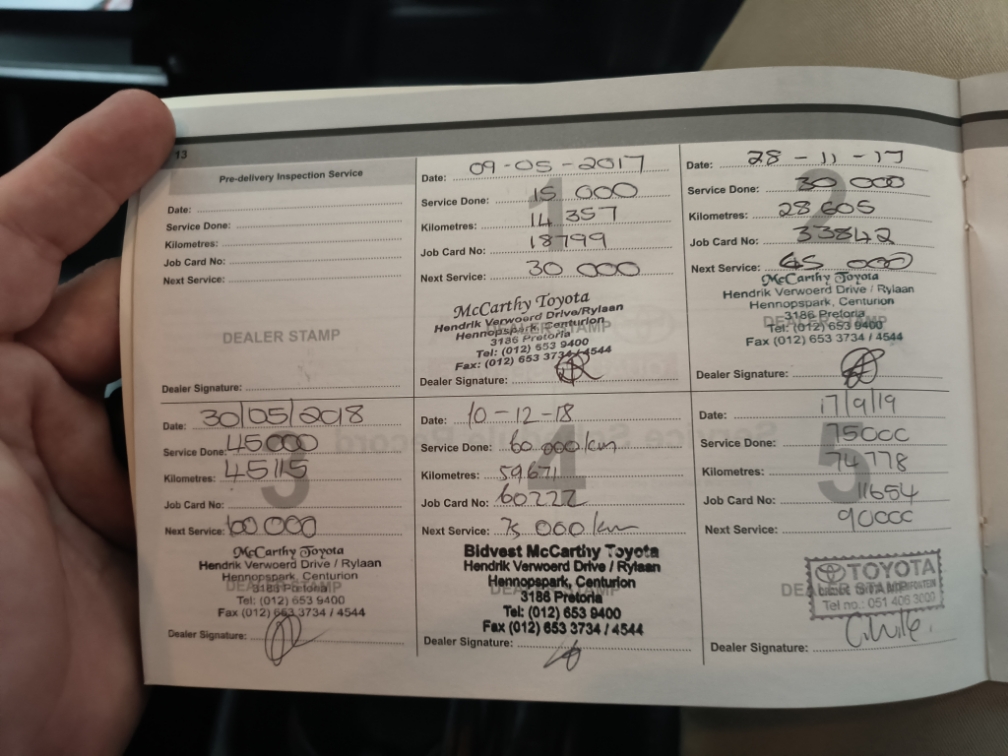 13
Pre-delivery Inspection Service
Date:
Service Done:
Kilometres:
Job Card No:
Next Service:
DEALER STAMP
Dealer Signature:
1
Date: 09-05-2017
Service Done: 15 000
Kilometres: 14 357
Job Card No: 18799
Next Service: 30 000
McCarthy Toyota
Hendrik Verwoerd Drive/Rylaan
Hennopspark, Centurion
3186 Pretoria
Tel: (012) 653 9400
Fax: (012) 653 3734 / 4544
Dealer Signature:
2
Date: 28-11-17
Service Done: 30 000
Kilometres: 28 605
Job Card No: 33842
Next Service: 45 000
McCarthy Toyota
Hendrik Verwoerd Drive / Rylaan
Hennopspark, Centurion
3186 Pretoria
Tel: (012) 653 9400
Fax (012) 653 3734 / 4544
Dealer Signature:
3
Date: 30/05/2018
Service Done: 45000
Kilometres: 45115
Job Card No:
Next Service: 000
McCarthy Toyota
Hendrik Verwoerd Drive / Rylaan
Hennopspark, Centurion
3186 Pretoria
Tel: (012) 653 9400
Fax (012) 653 3734 / 4544
Dealer Signature:
4
Date: 10-12-18
Service Done: 60 000 km
Kilometres: 59671
Job Card No: 60222
Next Service: 75 000 km
Bidvest McCarthy Toyota
Hendrik Verwoerd Drive / Rylaan
Hennopspark, Centurion
3186 Pretoria
Tel: (012) 653 9400
Fax (012) 653 3734 / 4544
Dealer Signature:
5
Date: 17/9/19
Service Done: 75000
Kilometres: 74778
Job Card No: 11654
Next Service: 90000
TOYOTA
DEALER STAMP
Tel no.: 051 406 3000
Dealer Signature: